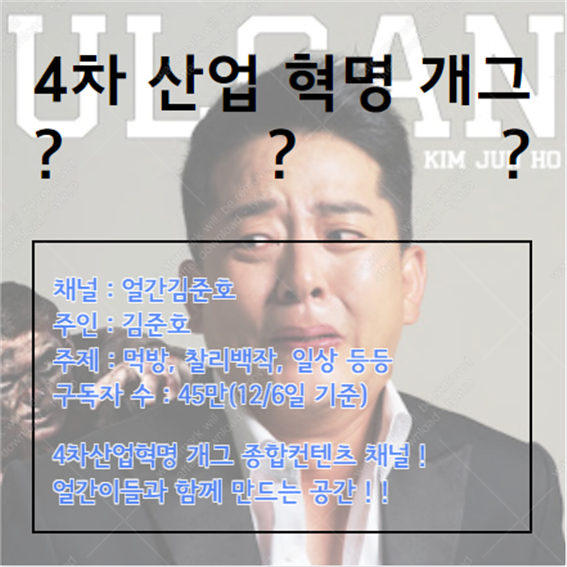 ULGAN
4차 산업 혁명 개그
? ? ?
KIM JUN HO
채널 : 얼간김준호
주인 : 김준호
주제 : 먹방, 찰리백작, 일상 등등
구독자 수 : 45만(12/6일 기준)
4차산업혁명 개그 종합컨텐츠 채널 !
얼간이들과 함께 만드는 공간 ! !